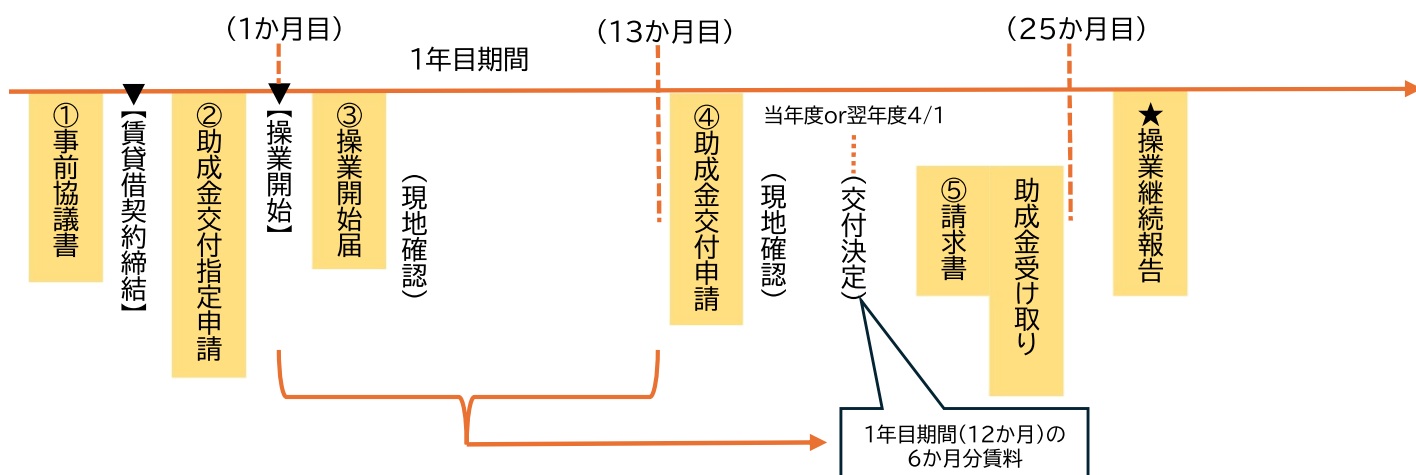 (1か月目)
1年目期間
(13か月目)
(25か月目)
①事前協議書
【賃貸借契約締結】
②助成金交付指定申請
【操業開始】
③操業開始届
(現地確認)
④助成金交付申請
(現地確認)
当年度or翌年度4/1
(交付決定)
⑤請求書
助成金受け取り
★操業継続報告
1年目期間(12か月)の
6か月分賃料